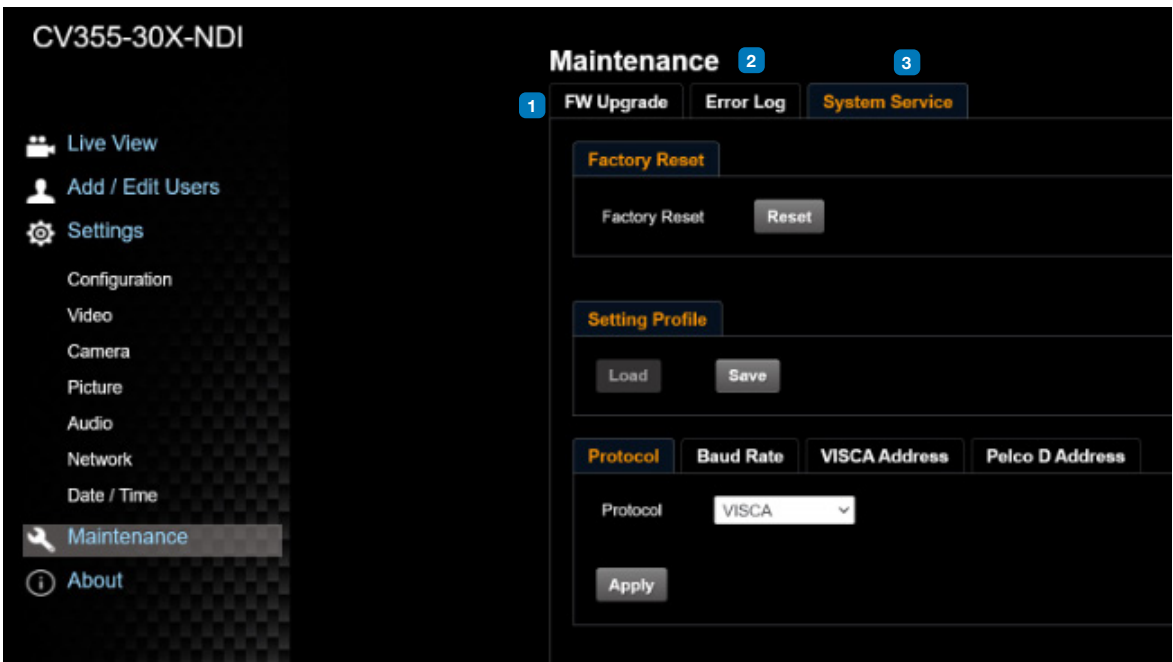 CV355-30X-NDI
Live View
Add / Edit Users
Settings
Configuration
Video
Camera
Picture
Audio
Network
Date / Time
Maintenance
About
Maintenance 2 3
1 FW Upgrade Error Log System Service
Factory Reset
Factory Reset Reset
Setting Profile
Load Save
Protocol Baud Rate VISCA Address Pelco D Address
Protocol VISCA
Apply